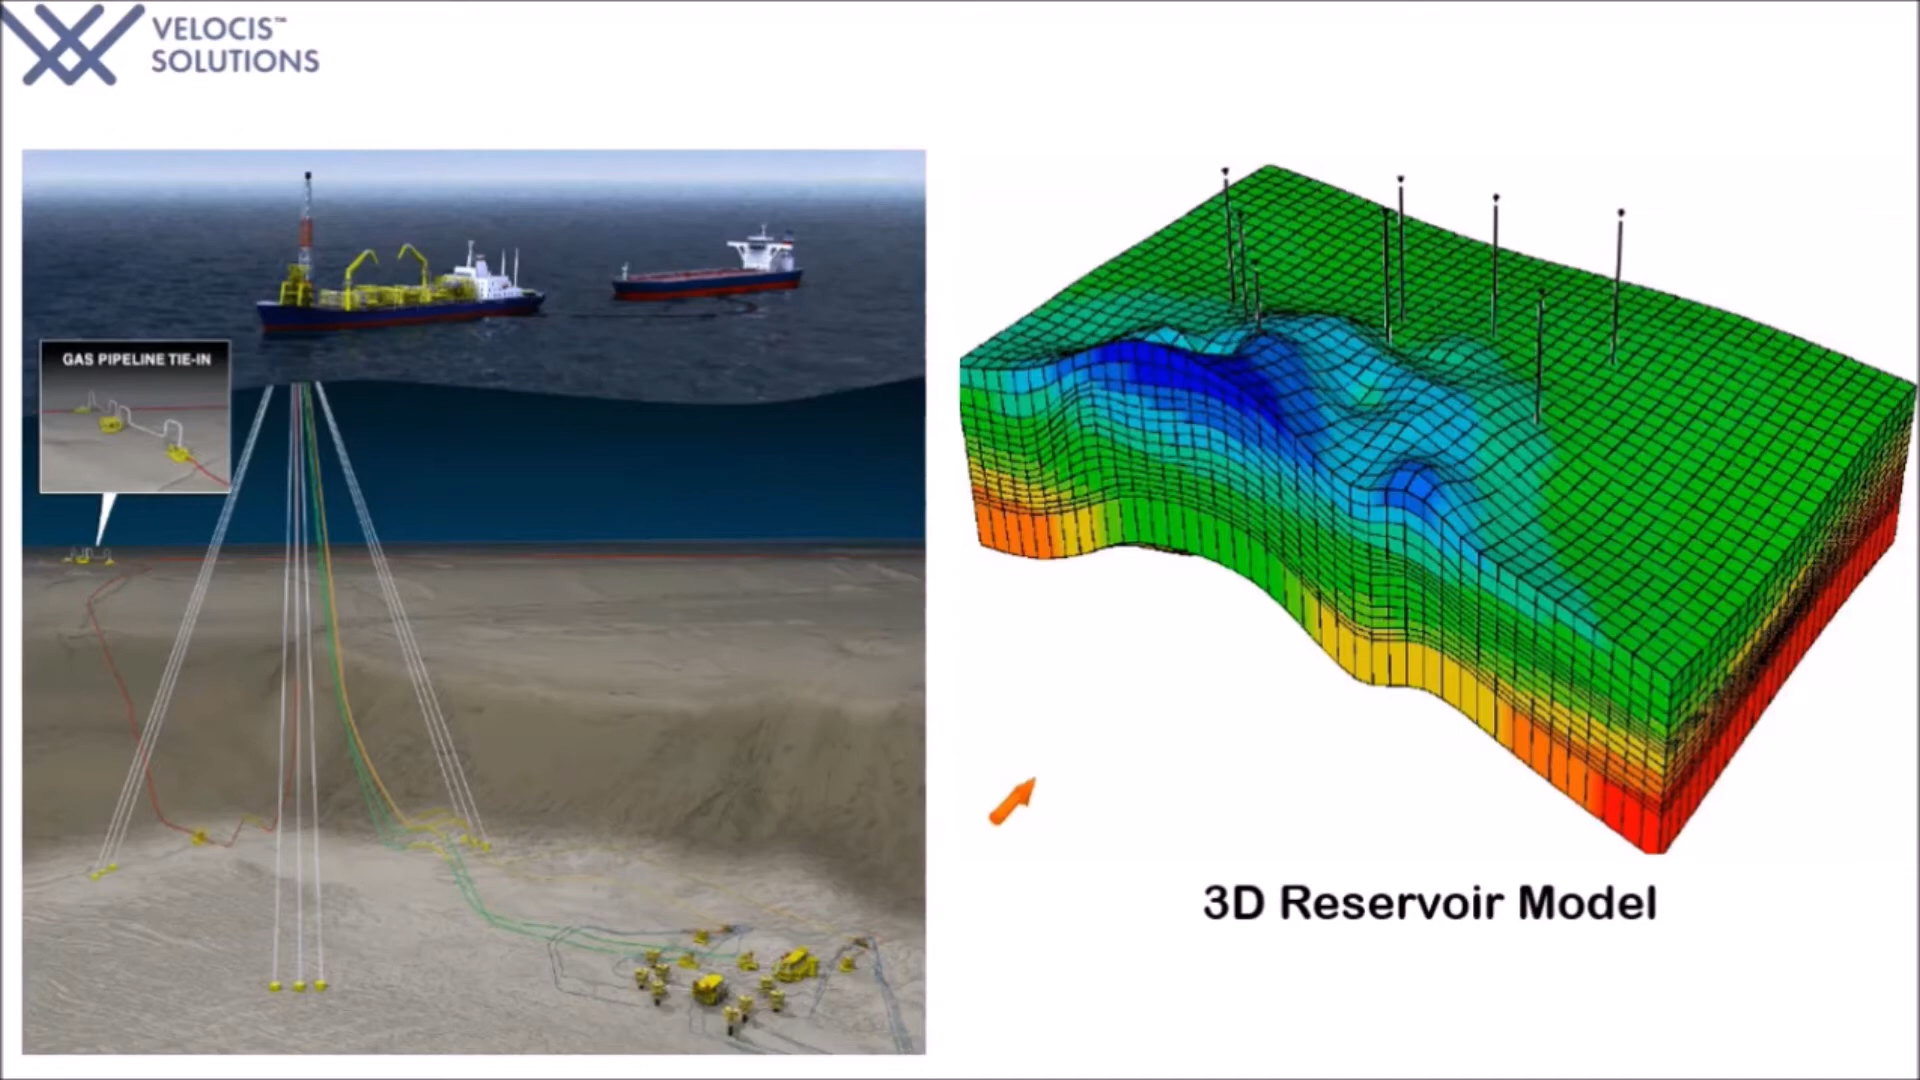 VELOCIS™
SOLUTIONS
GAS PIPELINE TIE-IN
3D Reservoir Model